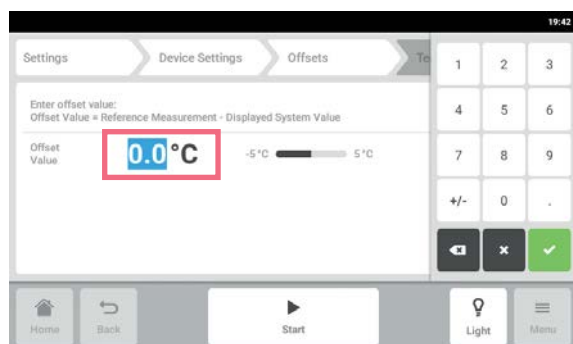 19:42
Settings
Device Settings
Offsets
Te
Enter offset value:
Offset Value = Reference Measurement - Displayed System Value
Offset
Value
0.0 °C
-5 °C
5 °C
1 2 3
4 5 6
7 8 9
+/- 0 .
Home
Back
Start
Light
Menu